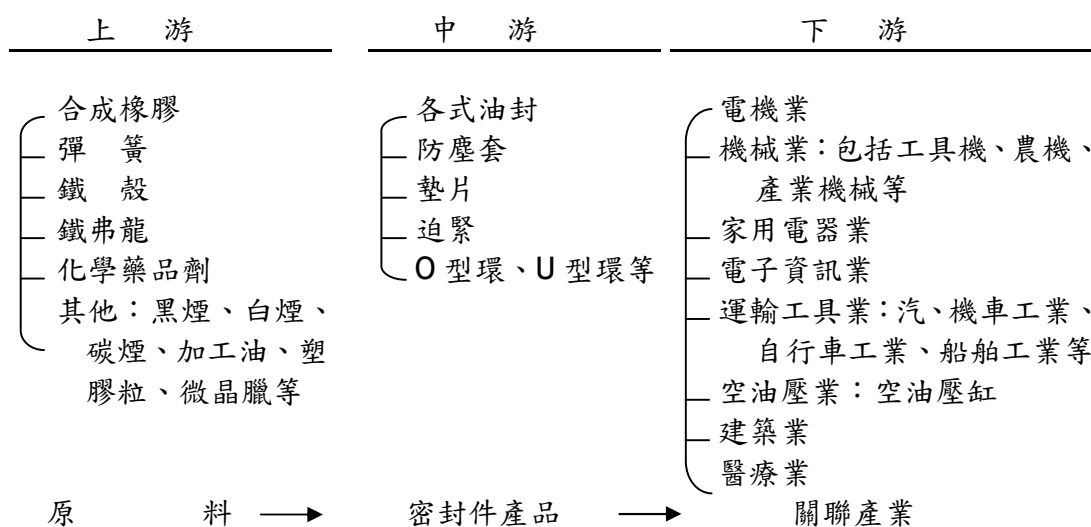 上 游
合成橡膠
彈 簧
鐵 殼
鐵弗龍
化學藥品劑
其他：黑煙、白煙、
碳煙、加工油、塑
膠粒、微晶臘等
原 料
中 游
各式油封
防塵套
墊片
迫緊
O 型環、U 型環等
密封件產品
下 游
電機業
機械業：包括工具機、農機、
產業機械等
家用電器業
電子資訊業
運輸工具業：汽、機車工業、
自行車工業、船舶工業等
空油壓業：空油壓缸
建築業
醫療業
關聯產業